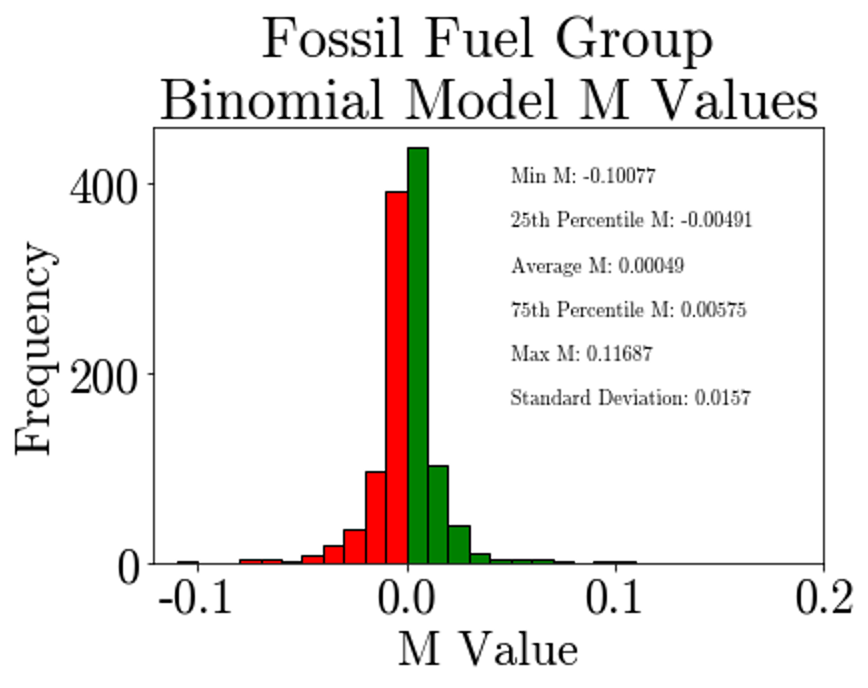 Fossil Fuel Group
Binomial Model M Values
400
200
0
Frequency
Min M: -0.10077
25th Percentile M: -0.00491
Average M: 0.00049
75th Percentile M: 0.00575
Max M: 0.11687
Standard Deviation: 0.0157
-0.1
0.0
0.1
0.2
M Value